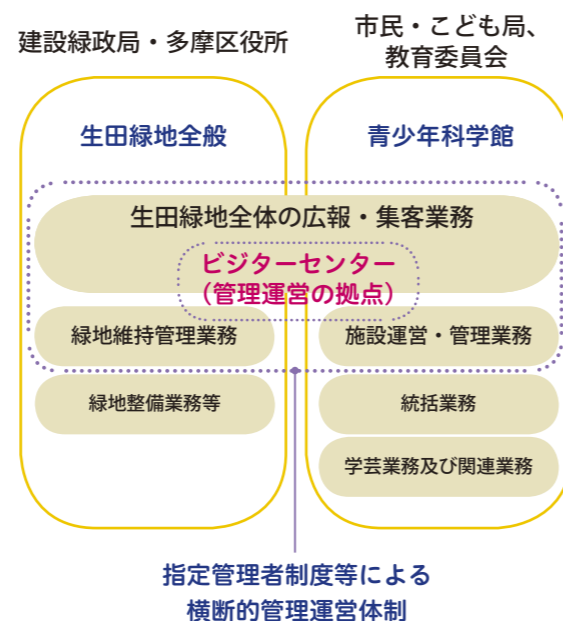 建設緑政局・多摩区役所
市民・こども局、
教育委員会
生田緑地全般
青少年科学館
生田緑地全体の広報・集客業務
ビジターセンター
（管理運営の拠点）
緑地維持管理業務
施設運営・管理業務
緑地整備業務等
統括業務
学芸業務及び関連業務
指定管理者制度等による
横断的管理運営体制